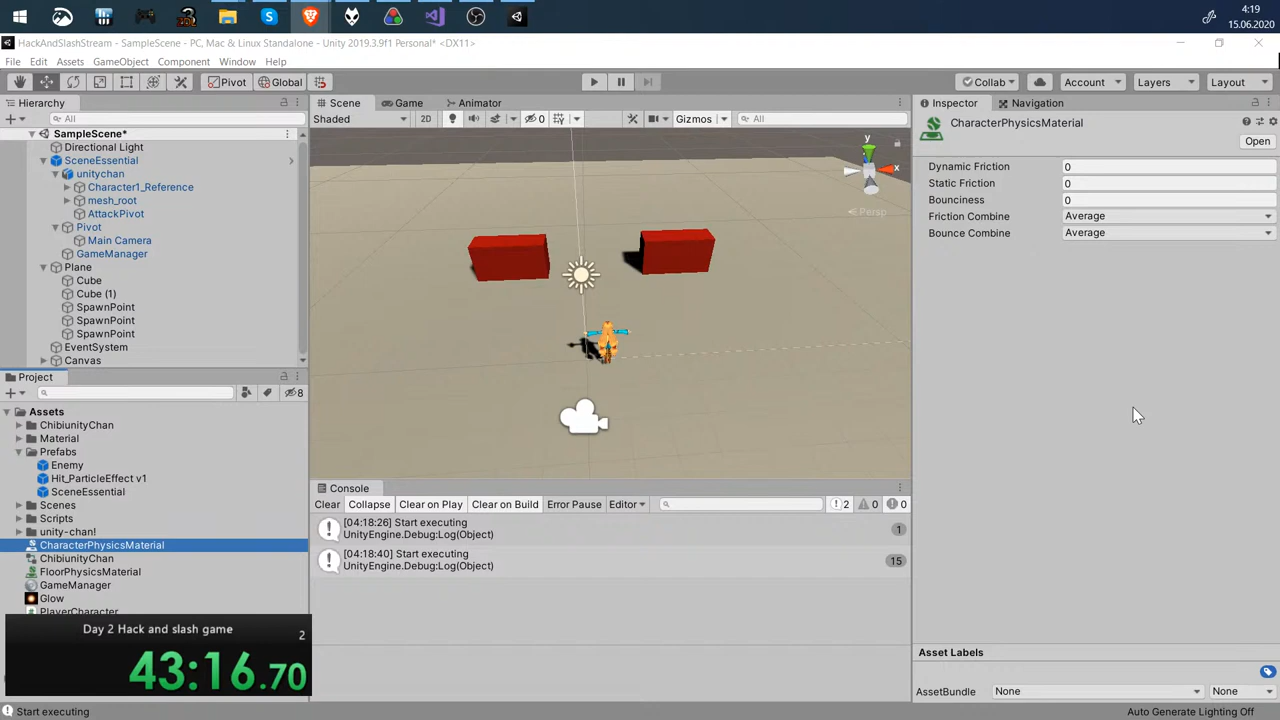 4:19
15.06.2020
HackAndSlashStream - SampleScene - PC, Mac & Linux Standalone - Unity 2019.3.9f1 Personal* <DX11>
File Edit Assets GameObject Component Window Help
Pivot Global Collab Account Layers Layout
Hierarchy
All
SampleScene*
Directional Light
SceneEssential
unitychan
Character1_Reference
mesh_root
AttackPivot
Pivot
Main Camera
GameManager
Plane
Cube
Cube (1)
SpawnPoint
SpawnPoint
SpawnPoint
EventSystem
Canvas
Project
8
Assets
ChibiunityChan
Material
Prefabs
Enemy
Hit_ParticleEffect v1
SceneEssential
Scenes
Scripts
unity-chan!
CharacterPhysicsMaterial
ChibiunityChan
FloorPhysicsMaterial
GameManager
Glow
PlayerCharacter
Day 2 Hack and slash game
2
43:16.70
Start executing
Scene Game Animator
Shaded 2D 0 Gizmos All
y
x
Persp
Console
Clear Collapse Clear on Play Clear on Build Error Pause Editor 2 0 0
[04:18:26] Start executing
UnityEngine.Debug:Log(Object)
1
[04:18:40] Start executing
UnityEngine.Debug:Log(Object)
15
Inspector Navigation
CharacterPhysicsMaterial
Open
Dynamic Friction 0
Static Friction 0
Bounciness 0
Friction Combine Average
Bounce Combine Average
Asset Labels
AssetBundle None None
Auto Generate Lighting Off